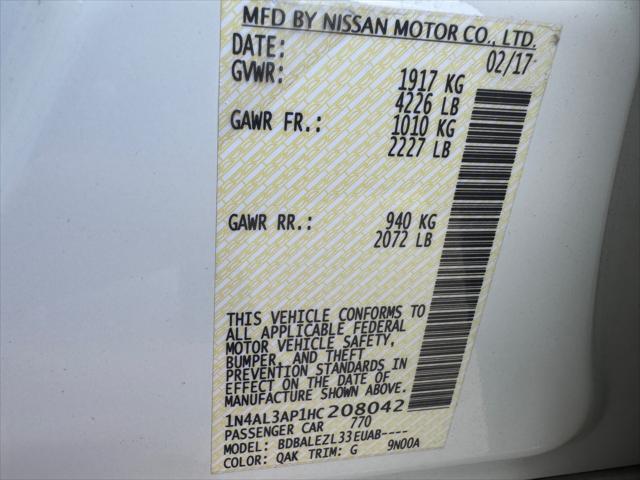 MFD BY NISSAN MOTOR CO., LTD.
DATE: 02/17
GVWR: 1917 KG
4226 LB
GAWR FR.: 1010 KG
2227 LB
GAWR RR.: 940 KG
2072 LB
THIS VEHICLE CONFORMS TO
ALL APPLICABLE FEDERAL
MOTOR VEHICLE SAFETY,
BUMPER, AND THEFT
PREVENTION STANDARDS IN
EFFECT ON THE DATE OF
MANUFACTURE SHOWN ABOVE.
1N4AL3AP1HC208042
PASSENGER CAR 770
MODEL: BDBALEZL33EUAB----
COLOR: QAK TRIM: G 9N00A